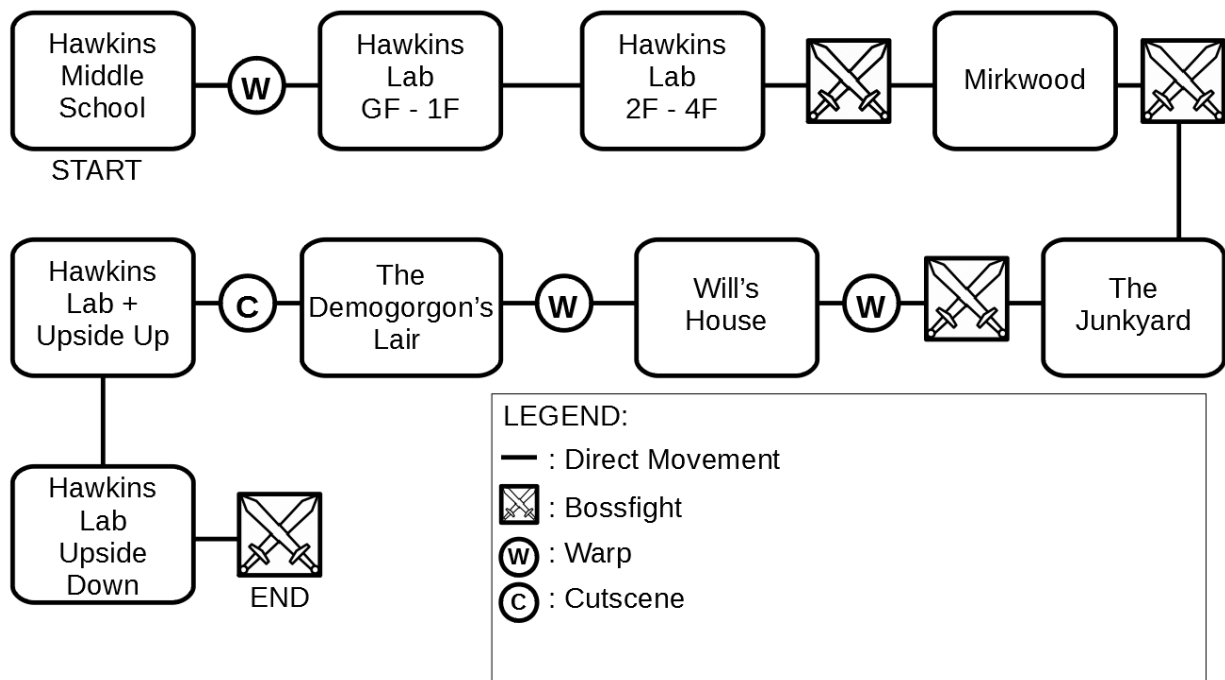 Hawkins
Middle
School
START
W
Hawkins
Lab
GF - 1F
Hawkins
Lab
2F - 4F
Mirkwood
Hawkins
Lab +
Upside Up
C
The
Demogorgon’s
Lair
W
Will’s
House
W
The
Junkyard
Hawkins
Lab
Upside
Down
END
LEGEND:
: Direct Movement
: Bossfight
W : Warp
C : Cutscene